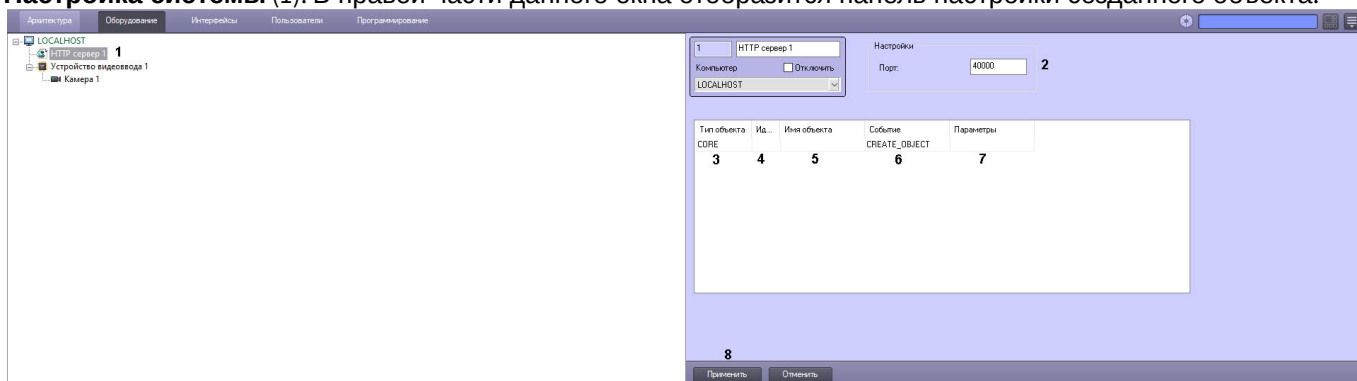 Настройка системы (1). В правой части данного окна отобразится панель настройки созданного объекта.
Архитектура Оборудование Интерфейсы Пользователи Программирование
LOCALHOST
HTTP сервер 1 1
Устройство видеоввода 1
Камера 1
1 HTTP сервер 1 Настройки
Компьютер Отключить Порт: 40000 2
LOCALHOST
Тип объекта Ид... Имя объекта Событие Параметры
CORE CREATE_OBJECT
3 4 5 6 7
8
Применить Отменить